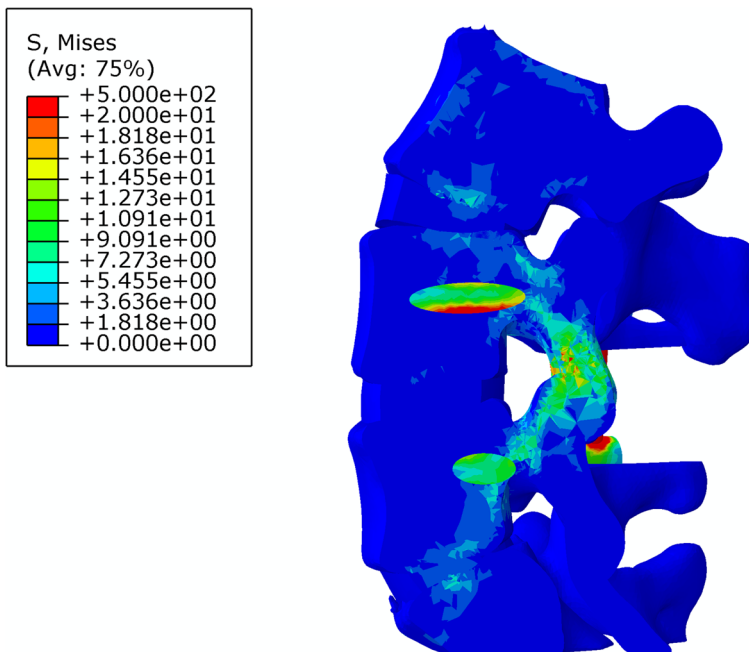 S, Mises
(Avg: 75%)
+5.000e+02
+2.000e+01
+1.818e+01
+1.636e+01
+1.455e+01
+1.273e+01
+1.091e+01
+9.091e+00
+7.273e+00
+5.455e+00
+3.636e+00
+1.818e+00
+0.000e+00